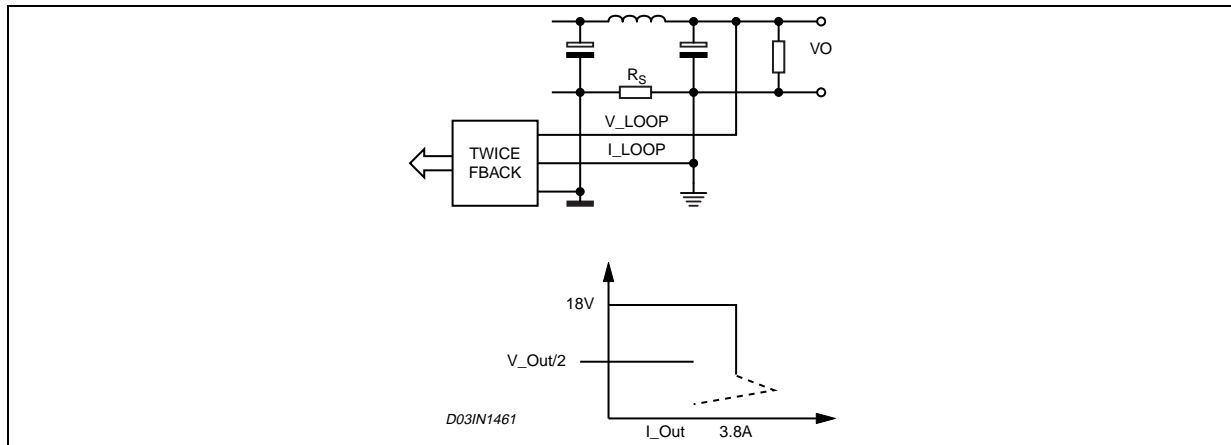 VO
R_S
V_LOOP
I_LOOP
TWICE
FBACK
18V
V_Out/2
D03IN1461
I_Out 3.8A